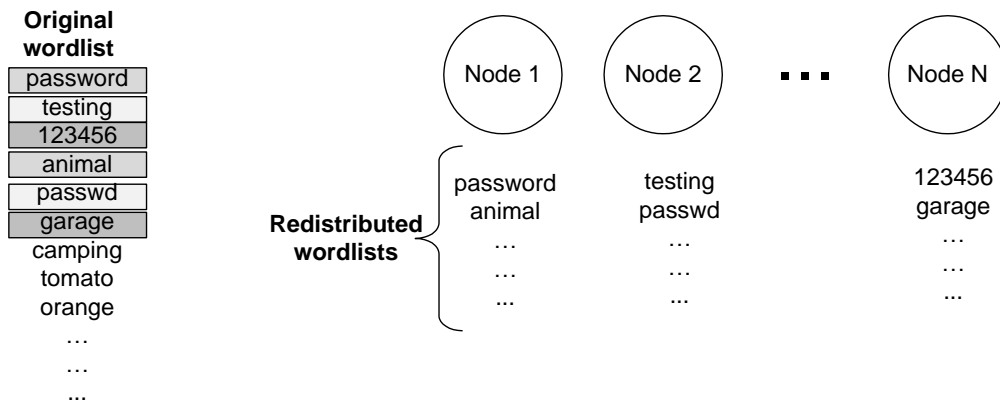 Original
wordlist
password
testing
123456
animal
passwd
garage
camping
tomato
orange
…
…
...
Node 1
Node 2
Node N
Redistributed
wordlists
password
animal
…
…
...
testing
passwd
…
…
...
123456
garage
…
…
...